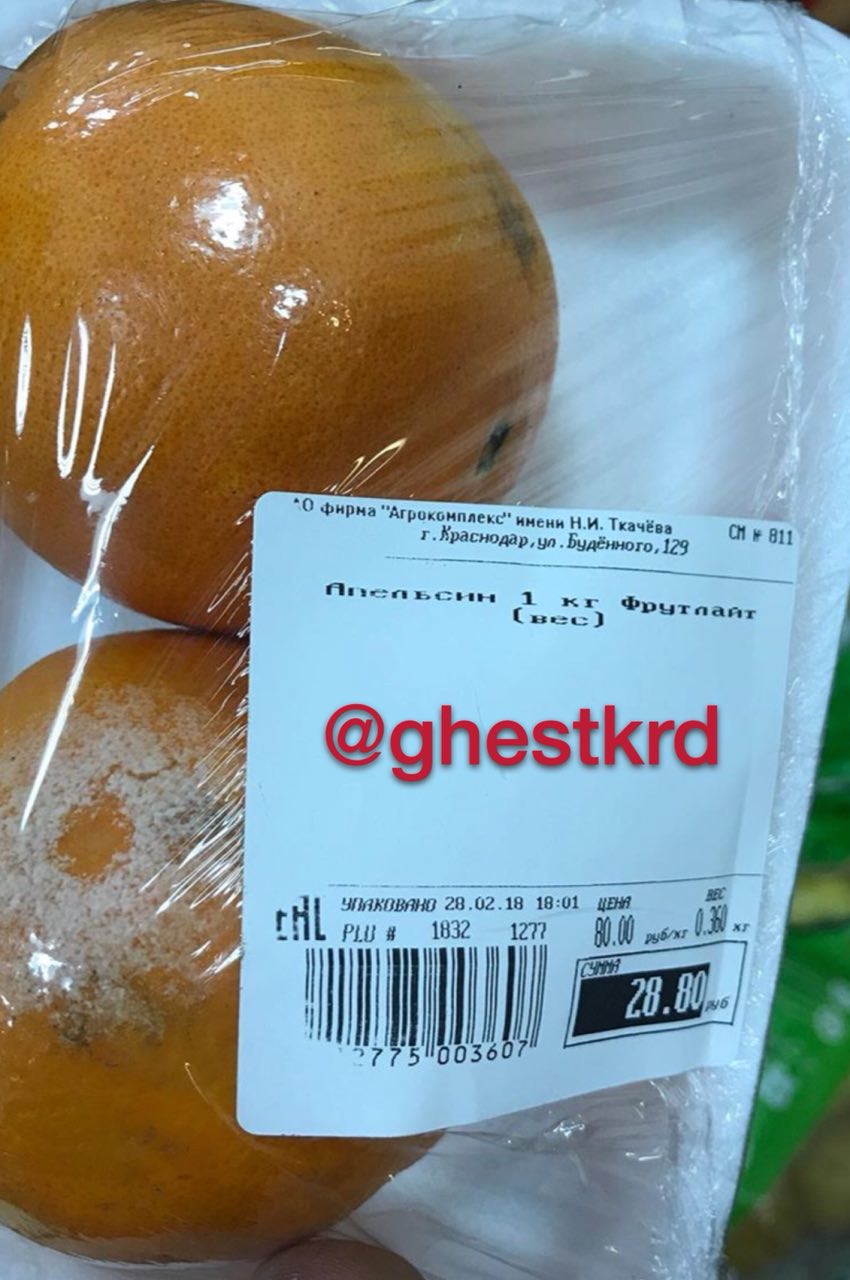 АО фирма "Агрокомплекс" имени Н.И. Ткачёва
СМ № 811
г.Краснодар,ул.Будённого,129
Апельсин 1 кг Фрутлайт
(вес)
@ghestkrd
УПАКОВАНО 28.02.18 18:01
ЦЕНА
ВЕС
EAC
PLU # 1832 1277
80.00 руб/кг
0.360 кг
СУММА
28.80 руб
2775 003607